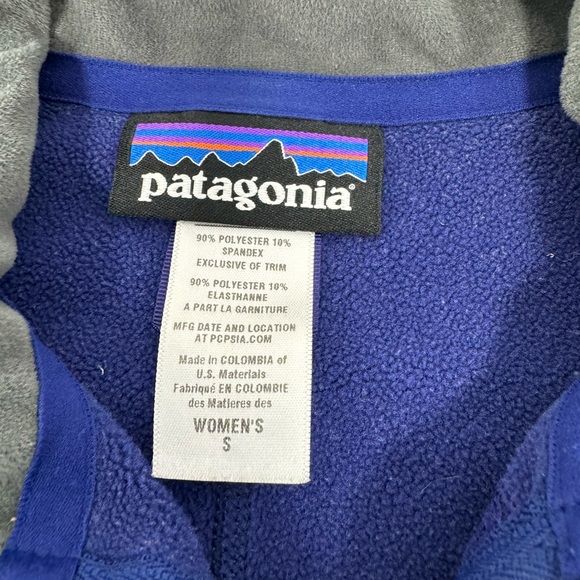 patagonia®
90% POLYESTER 10%
SPANDEX
EXCLUSIVE OF TRIM
90% POLYESTER 10%
ELASTHANNE
A PART LA GARNITURE
MFG DATE AND LOCATION
AT PCPSIA.COM
Made in COLOMBIA of
U.S. Materials
Fabriqué EN COLOMBIE
des Matieres des
WOMEN'S
S